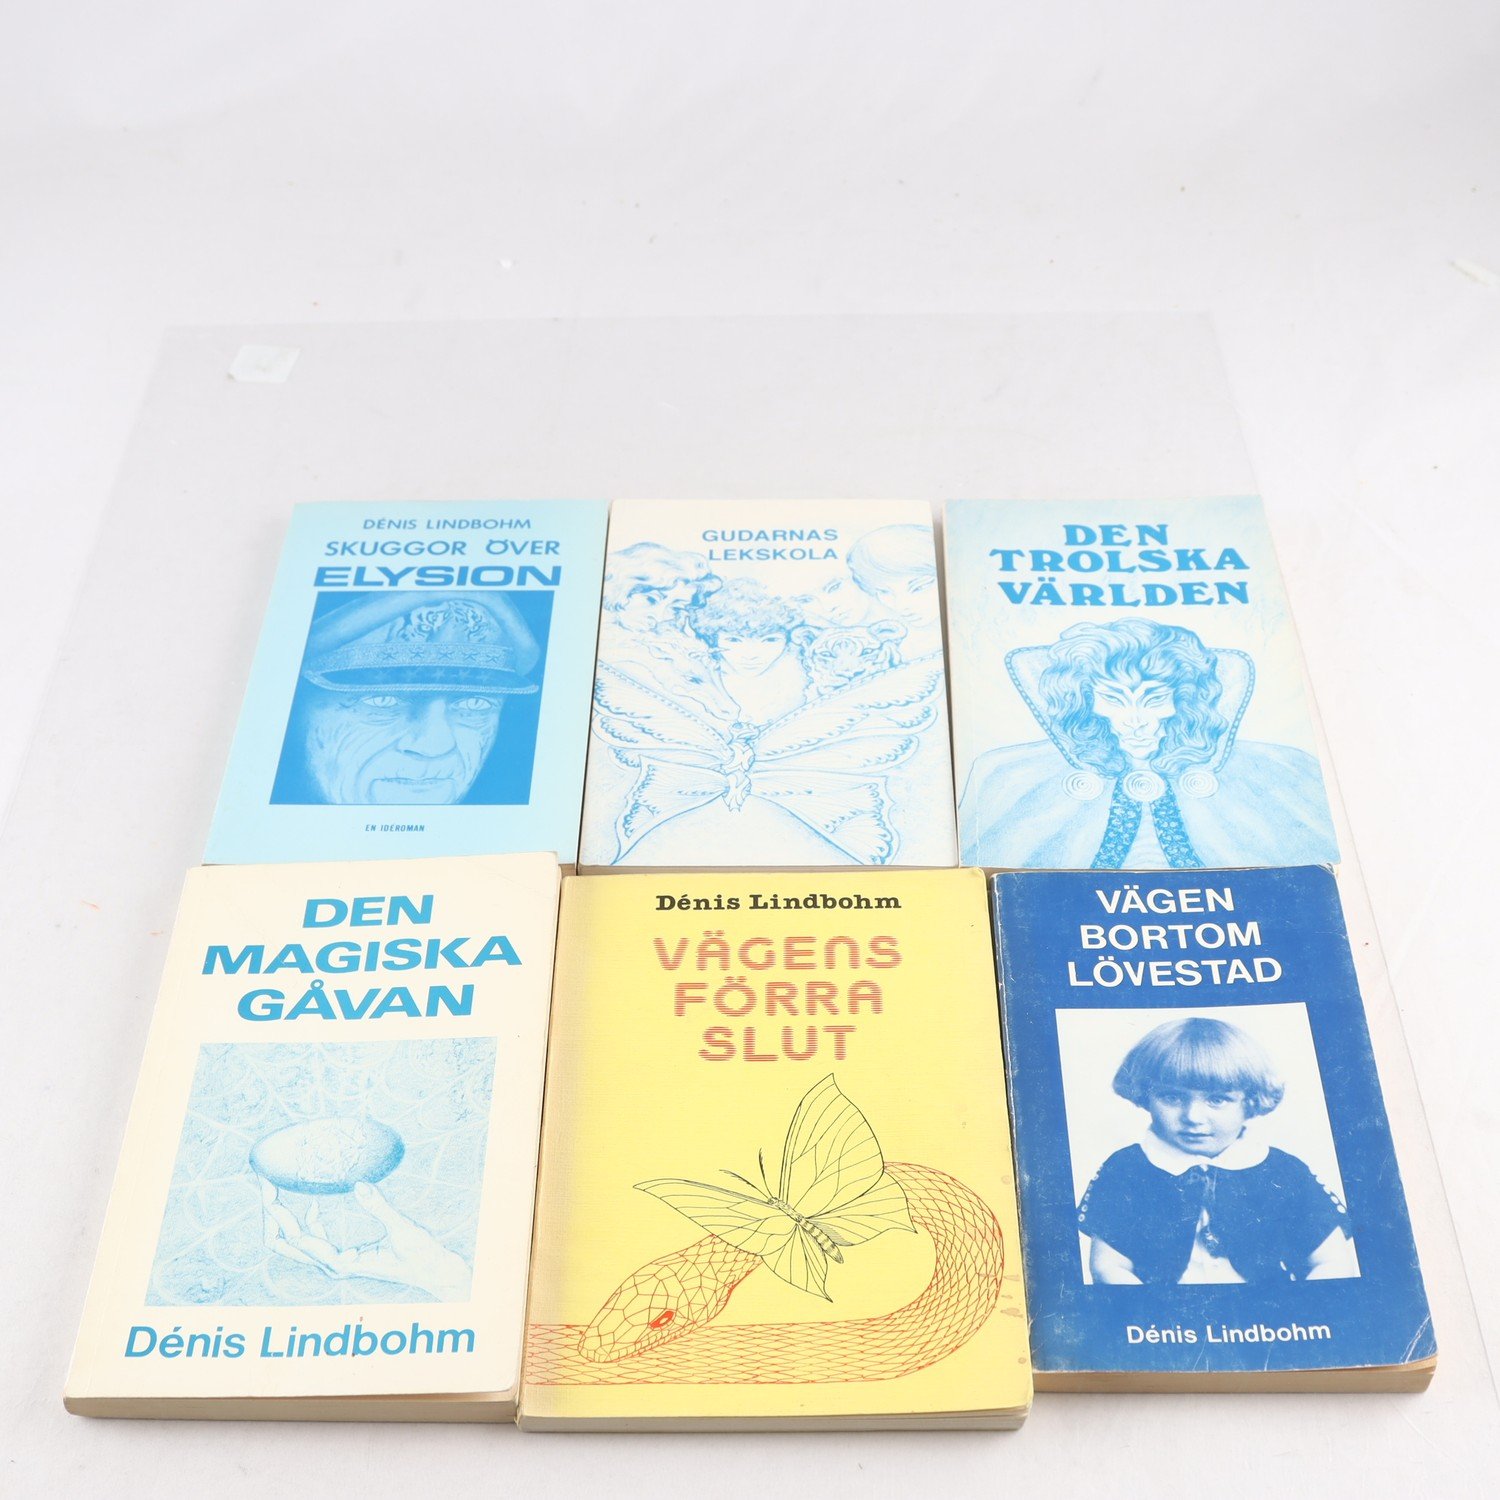 DÉNIS LINDBOHM
SKUGGOR ÖVER
ELYSION
EN IDÉROMAN
GUDARNAS
LEKSKOLA
DEN
TROLSKA
VÄRLDEN
DEN
MAGISKA
GÅVAN
Dénis Lindbohm
Dénis Lindbohm
VÄGENS
FÖRRA
SLUT
VÄGEN
BORTOM
LÖVESTAD
Dénis Lindbohm